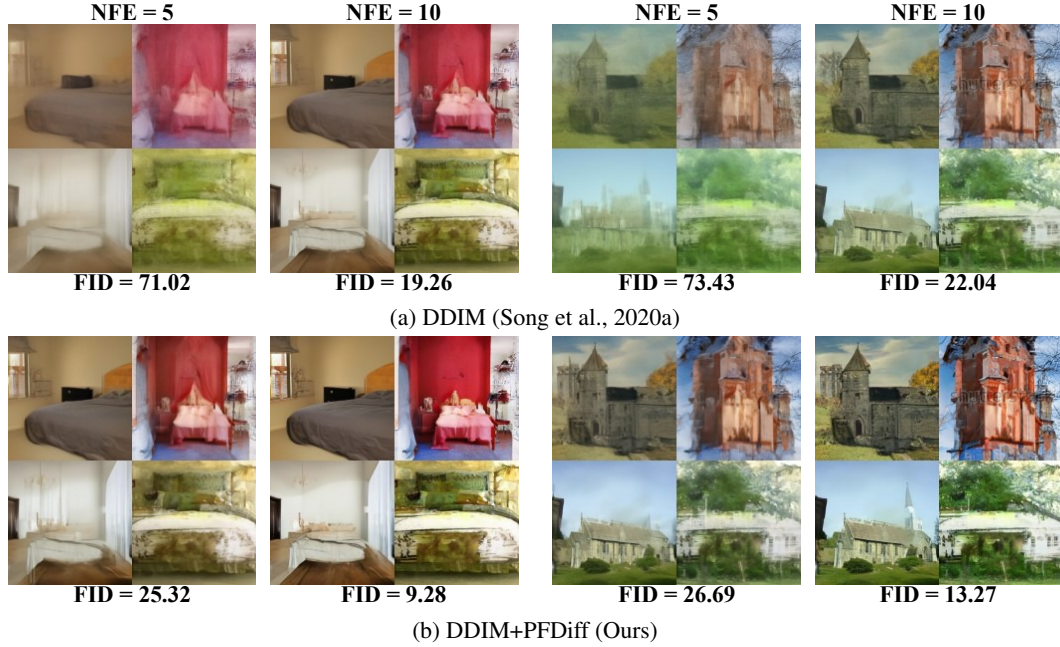 NFE = 5 NFE = 10 NFE = 5 NFE = 10
FID = 71.02 FID = 19.26 FID = 73.43 FID = 22.04
(a) DDIM (Song et al., 2020a)
FID = 25.32 FID = 9.28 FID = 26.69 FID = 13.27
(b) DDIM+PFDiff (Ours)